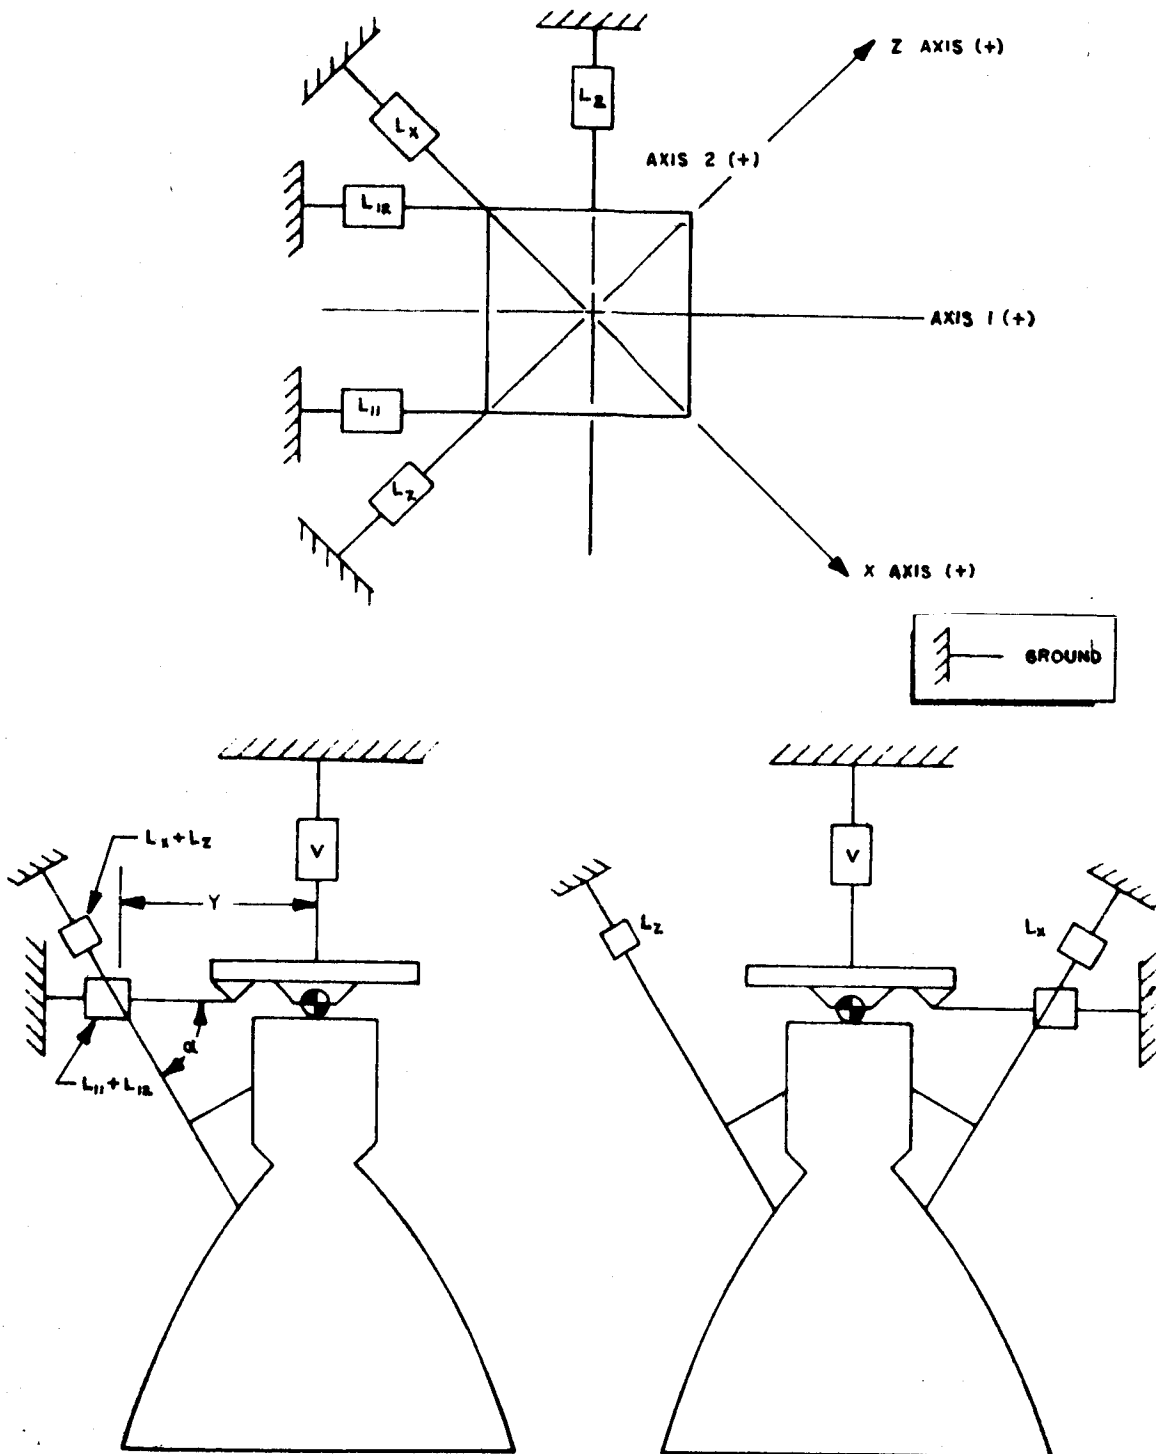 Z AXIS (+)
L2
LX
AXIS 2 (+)
L12
AXIS 1 (+)
L11
LZ
X AXIS (+)
GROUND
LX+LZ
V
V
Y
LZ
LX
α
L11+L12